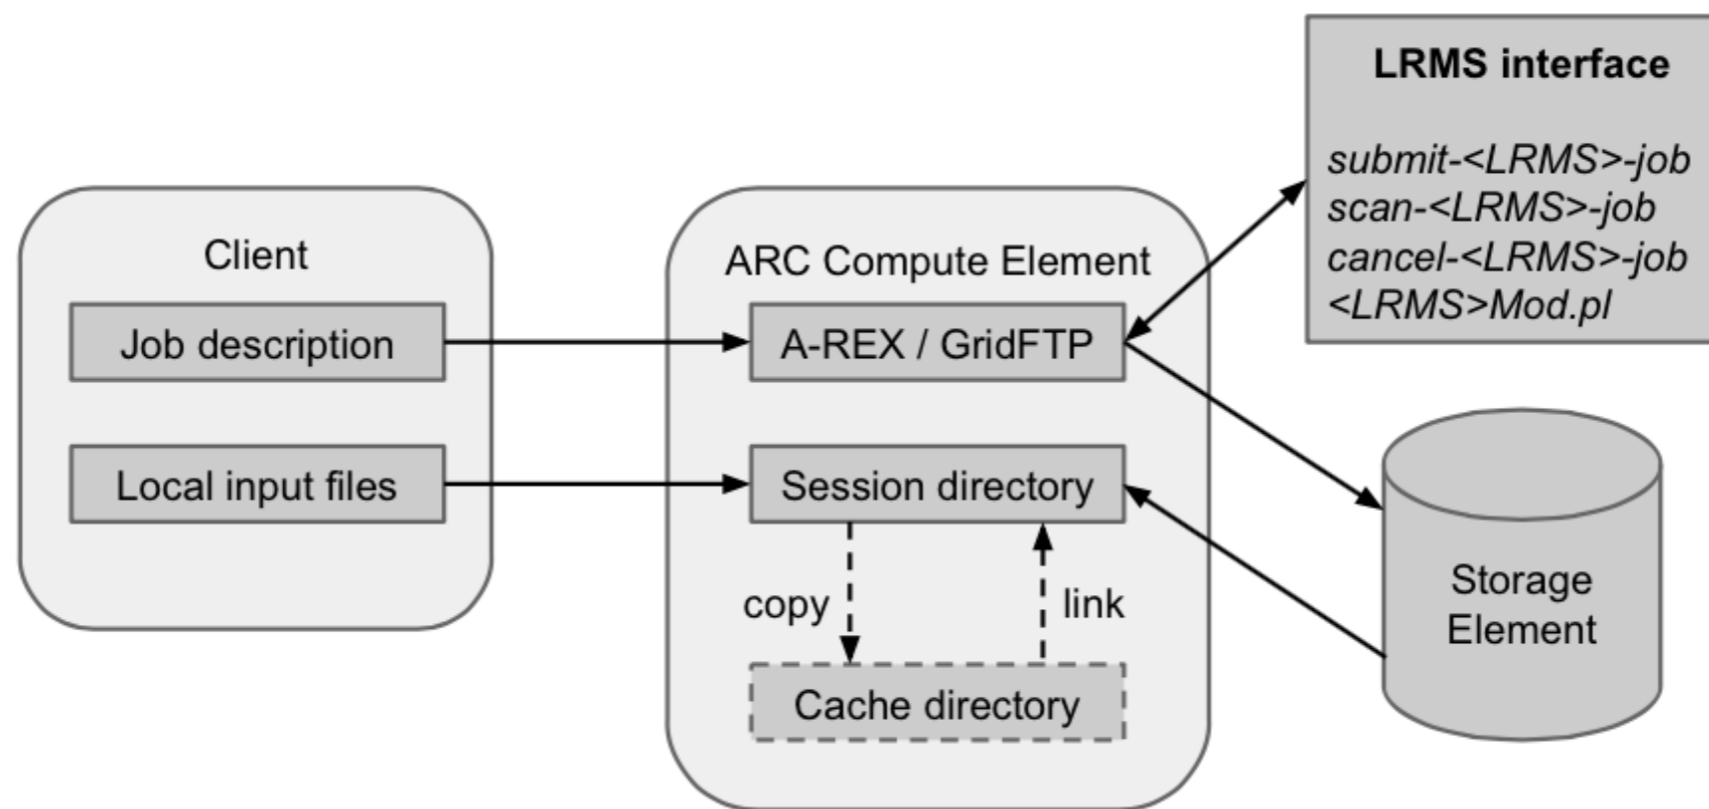 Client
Job description
Local input files
ARC Compute Element
A-REX / GridFTP
Session directory
copy
link
Cache directory
LRMS interface
submit-<LRMS>-job
scan-<LRMS>-job
cancel-<LRMS>-job
<LRMS>Mod.pl
Storage
Element